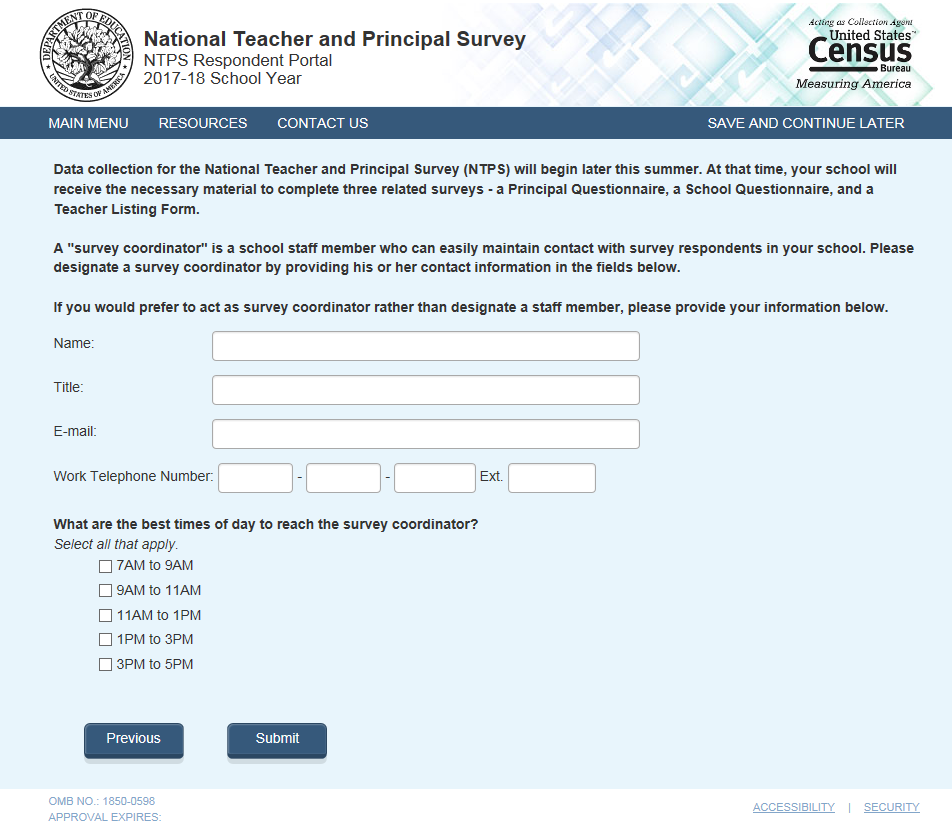 DEPARTMENT OF EDUCATION
UNITED STATES OF AMERICA
National Teacher and Principal Survey
NTPS Respondent Portal
2017-18 School Year
Acting as Collection Agent
United States™
Census
Bureau
Measuring America
MAIN MENU RESOURCES CONTACT US SAVE AND CONTINUE LATER
Data collection for the National Teacher and Principal Survey (NTPS) will begin later this summer. At that time, your school will
receive the necessary material to complete three related surveys - a Principal Questionnaire, a School Questionnaire, and a
Teacher Listing Form.
A "survey coordinator" is a school staff member who can easily maintain contact with survey respondents in your school. Please
designate a survey coordinator by providing his or her contact information in the fields below.
If you would prefer to act as survey coordinator rather than designate a staff member, please provide your information below.
Name:
Title:
E-mail:
Work Telephone Number: - - Ext.
What are the best times of day to reach the survey coordinator?
Select all that apply.
7AM to 9AM
9AM to 11AM
11AM to 1PM
1PM to 3PM
3PM to 5PM
Previous Submit
OMB NO.: 1850-0598
APPROVAL EXPIRES:
ACCESSIBILITY | SECURITY